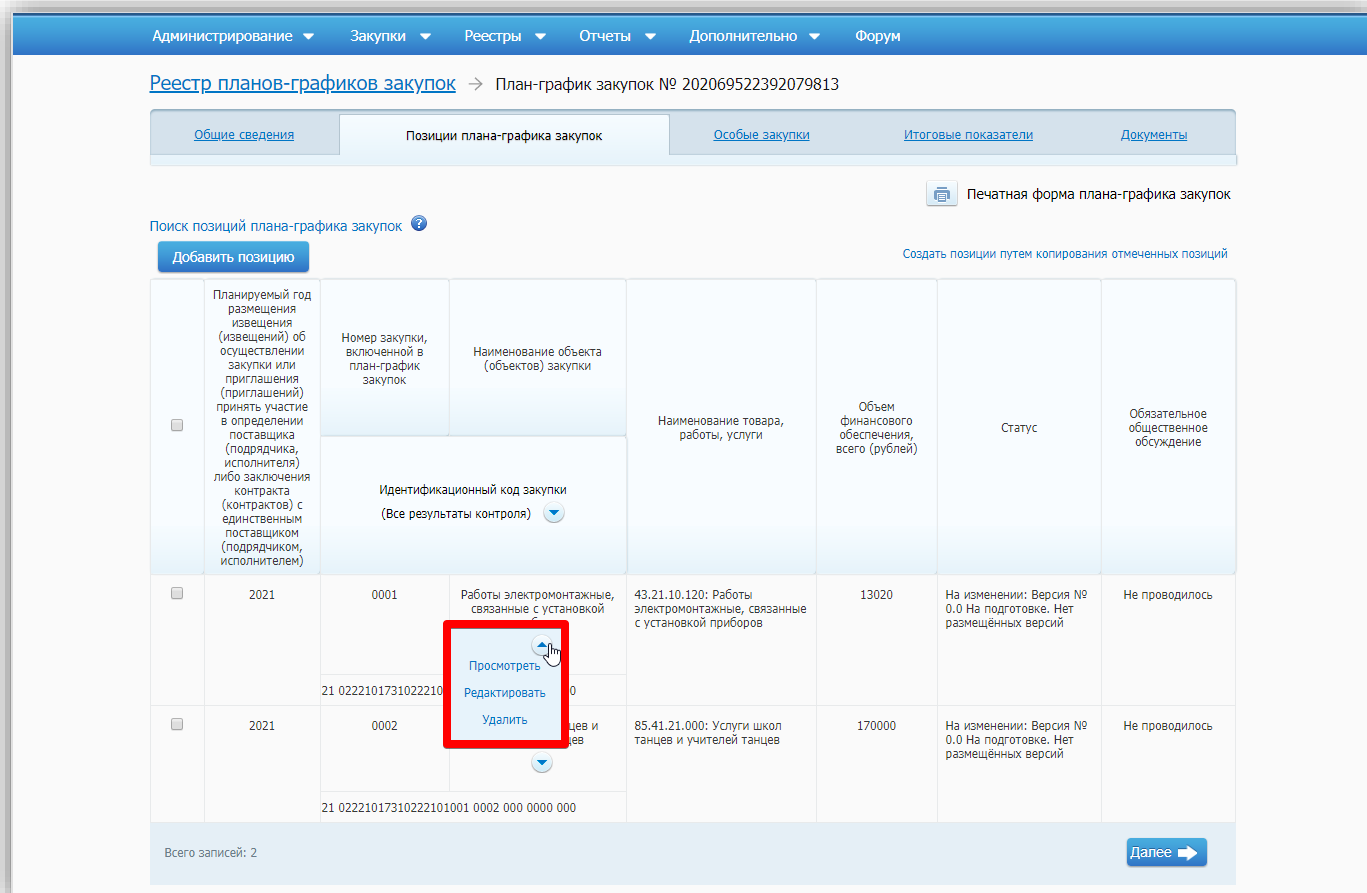 Администрирование Закупки Реестры Отчеты Дополнительно Форум
Реестр планов-графиков закупок → План-график закупок № 202069522392079813
Общие сведения Позиции плана-графика закупок Особые закупки Итоговые показатели Документы
Печатная форма плана-графика закупок
Поиск позиций плана-графика закупок ?
Добавить позицию
Создать позиции путем копирования отмеченных позиций
Планируемый год
размещения
извещения
(извещений) об
осуществлении
закупки или
приглашения
(приглашений)
принять участие
в определении
поставщика
(подрядчика,
исполнителя)
либо заключения
контракта
(контрактов) с
единственным
поставщиком
(подрядчиком,
исполнителем)
Номер закупки,
включенной в
план-график
закупок
Наименование объекта
(объектов) закупки
Идентификационный код закупки
(Все результаты контроля)
Наименование товара,
работы, услуги
Объем
финансового
обеспечения,
всего (рублей)
Статус
Обязательное
общественное
обсуждение
2021
0001
Работы электромонтажные,
связанные с установкой
43.21.10.120: Работы
электромонтажные, связанные
с установкой приборов
13020
На изменении: Версия №
0.0 На подготовке. Нет
размещённых версий
Не проводилось
Просмотреть
Редактировать
Удалить
21 0222101731022210 0
2021
0002
цев и
цев
85.41.21.000: Услуги школ
танцев и учителей танцев
170000
На изменении: Версия №
0.0 На подготовке. Нет
размещённых версий
Не проводилось
21 02221017310222101001 0002 000 0000 000
Всего записей: 2
Далее